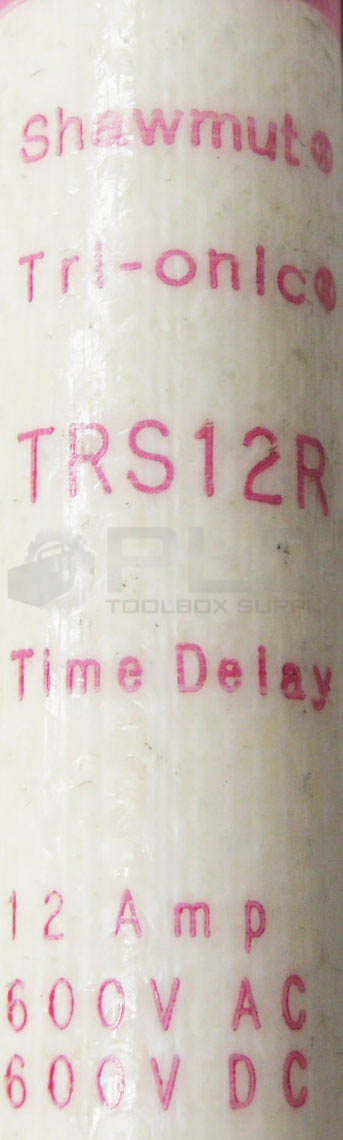 Shawmut®
Tri-onic®
TRS12R
TOOLBOX SUPPLY
Time Delay
12 Amp
600V AC
600V DC